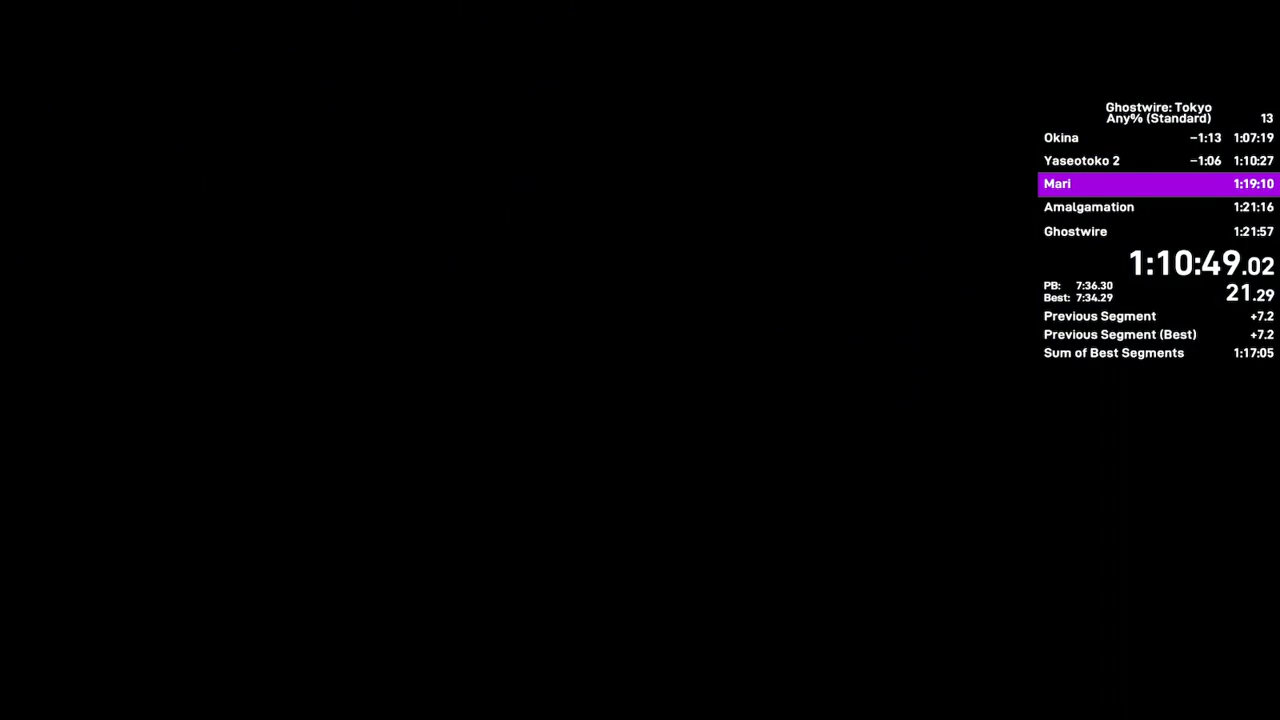 Ghostwire: Tokyo
Any% (Standard) 13
Okina −1:13 1:07:19
Yaseotoko 2 −1:06 1:10:27
Mari 1:19:10
Amalgamation 1:21:16
Ghostwire 1:21:57
1:10:49.02
PB: 7:36.30
Best: 7:34.29
21.29
Previous Segment +7.2
Previous Segment (Best) +7.2
Sum of Best Segments 1:17:05